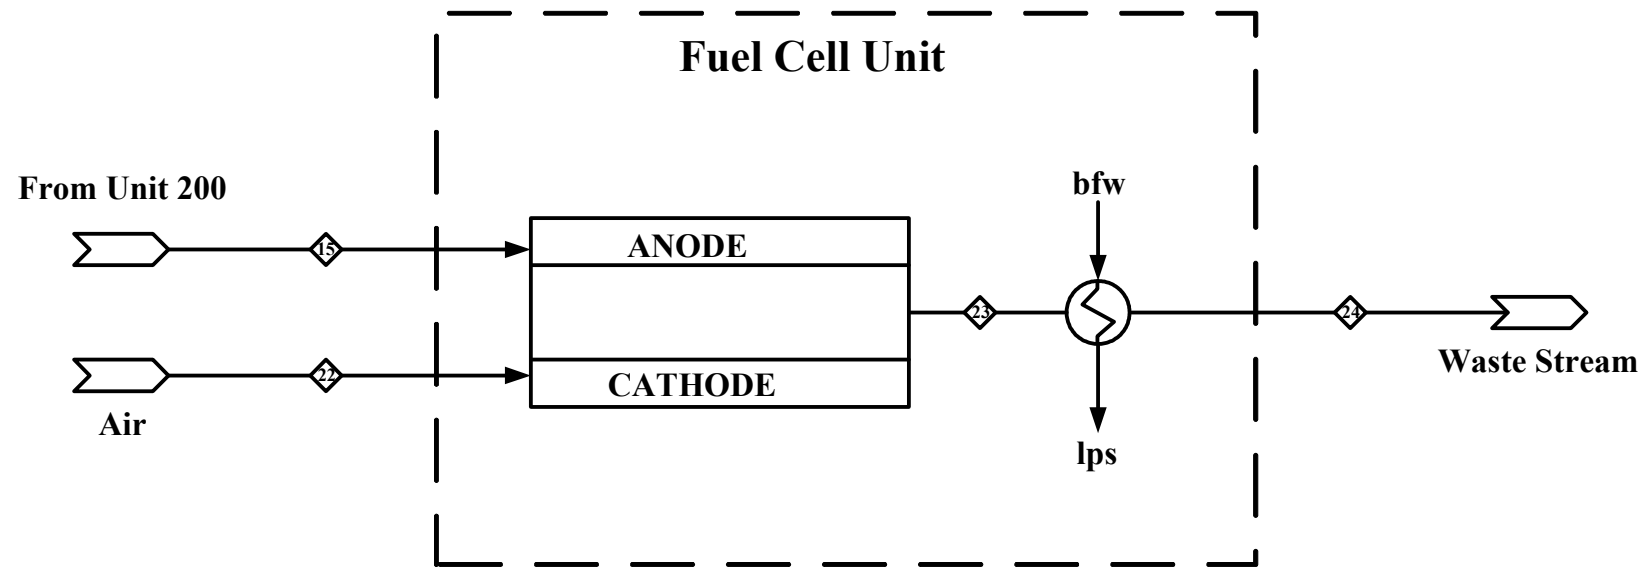 Fuel Cell Unit
From Unit 200
bfw
15
ANODE
23
24
Waste Stream
22
CATHODE
Air
lps